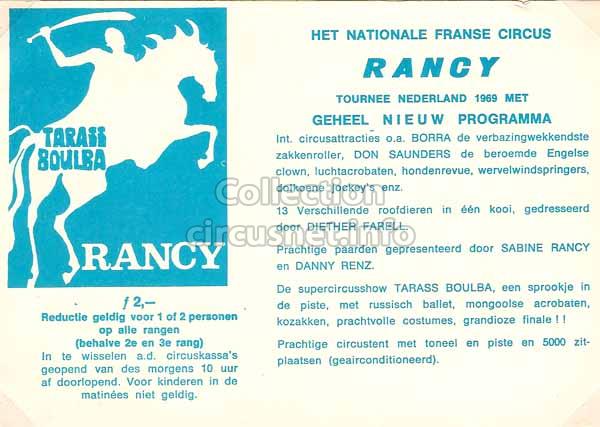 TARASS
BOULBA
RANCY
ƒ 2,—
Reductie geldig voor 1 of 2 personen
op alle rangen
(behalve 2e en 3e rang)
In te wisselen a.d. circuskassa's
geopend van des morgens 10 uur
af doorlopend. Voor kinderen in de
matinées niet geldig.
HET NATIONALE FRANSE CIRCUS
RANCY
TOURNEE NEDERLAND 1969 MET
GEHEEL NIEUW PROGRAMMA
Int. circusattracties o.a. BORRA de verbazingwekkendste
zakkenroller, DON SAUNDERS de beroemde Engelse
clown, luchtacrobaten, hondenrevue, wervelwindspringers,
dolkoene jockey's enz.
13 Verschillende roofdieren in één kooi, gedresseerd
door DIETHER FARELL.
Prachtige paarden gepresenteerd door SABINE RANCY
en DANNY RENZ.
De supercircusshow TARASS BOULBA, een sprookje in
de piste, met russisch ballet, mongoolse acrobaten,
kozakken, prachtvolle costumes, grandioze finale ! !
Prachtige circustent met toneel en piste en 5000 zit-
plaatsen (geairconditioneerd).
Collection
circusnet.info